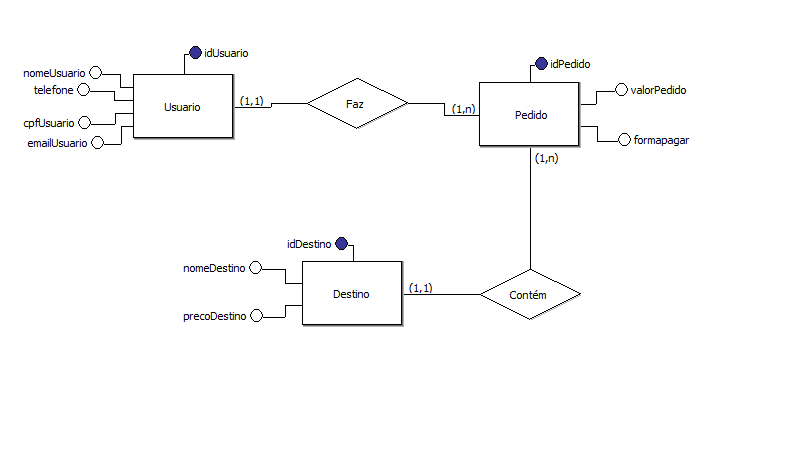 idUsuario
nomeUsuario
telefone
cpfUsuario
emailUsuario
Usuario
(1,1)
Faz
(1,n)
idPedido
Pedido
valorPedido
formapagar
(1,n)
idDestino
nomeDestino
precoDestino
Destino
(1,1)
Contém